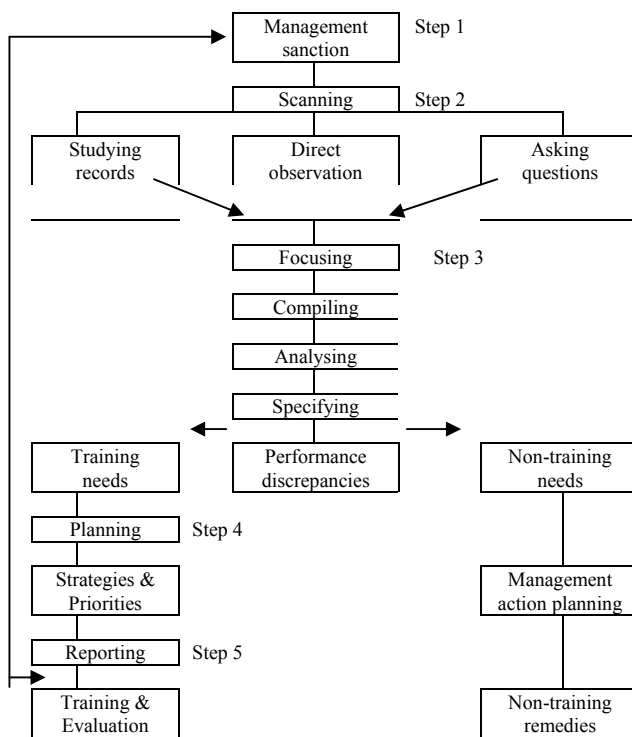 Management
sanction
Step 1
Scanning
Step 2
Studying
records
Direct
observation
Asking
questions
Focusing
Step 3
Compiling
Analysing
Specifying
Training
needs
Performance
discrepancies
Non-training
needs
Planning
Step 4
Strategies &
Priorities
Management
action planning
Reporting
Step 5
Training &
Evaluation
Non-training
remedies